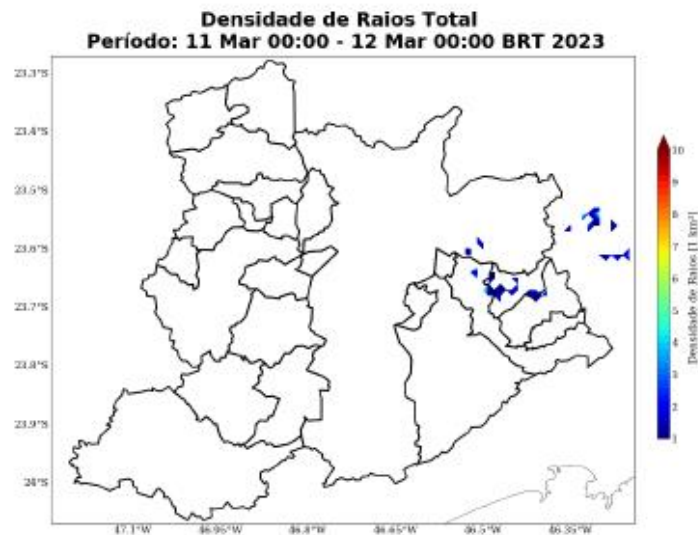 Densidade de Raios Total
Período: 11 Mar 00:00 - 12 Mar 00:00 BRT 2023
23.3°S
23.4°S
23.5°S
23.6°S
23.7°S
23.8°S
23.9°S
24°S
47.1°W
46.95°W
46.8°W
46.65°W
46.5°W
46.35°W
10
9
8
7
6
5
4
3
2
1
Densidade de Raios [1 km²]